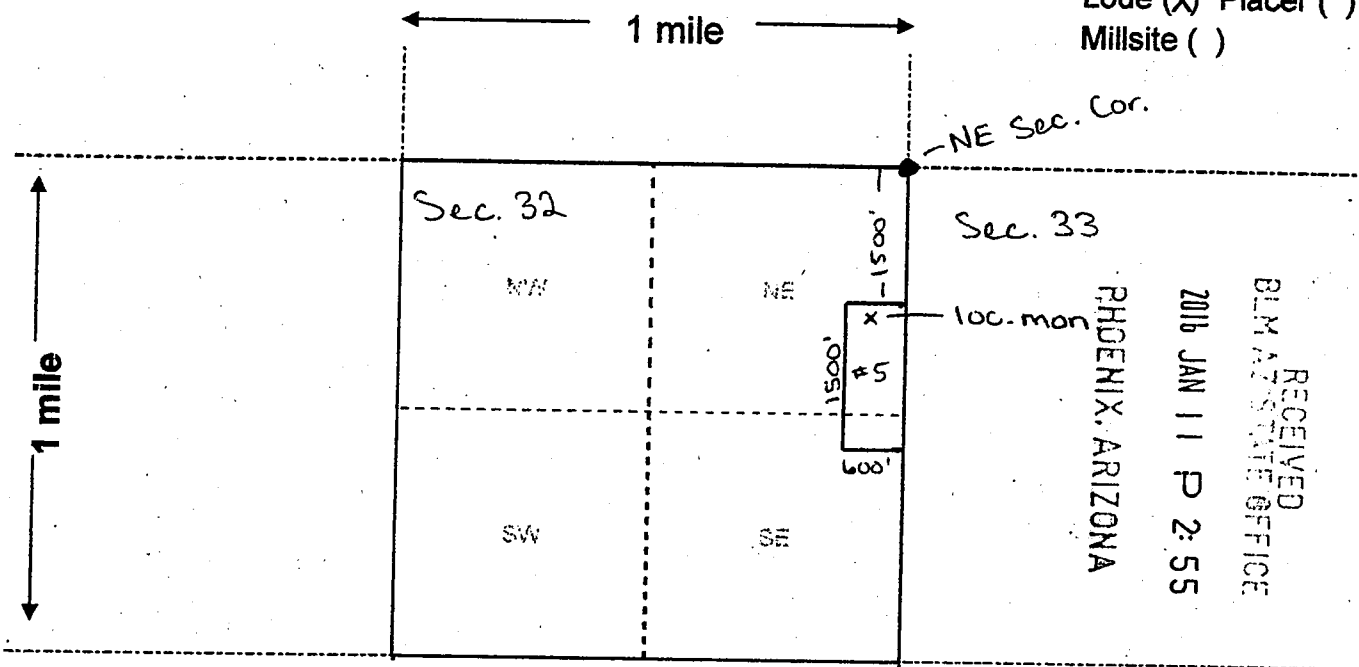 Lode (X) Placer ( )
Millsite ( )
1 mile
NE Sec. Cor.
Sec. 32
Sec. 33
NW
NE
1500'
x
loc. mon
1500'
#5
600'
1 mile
SW
SE
RECEIVED
BLM AZ STATE OFFICE
2016 JAN 11 P 2:55
PHOENIX, ARIZONA